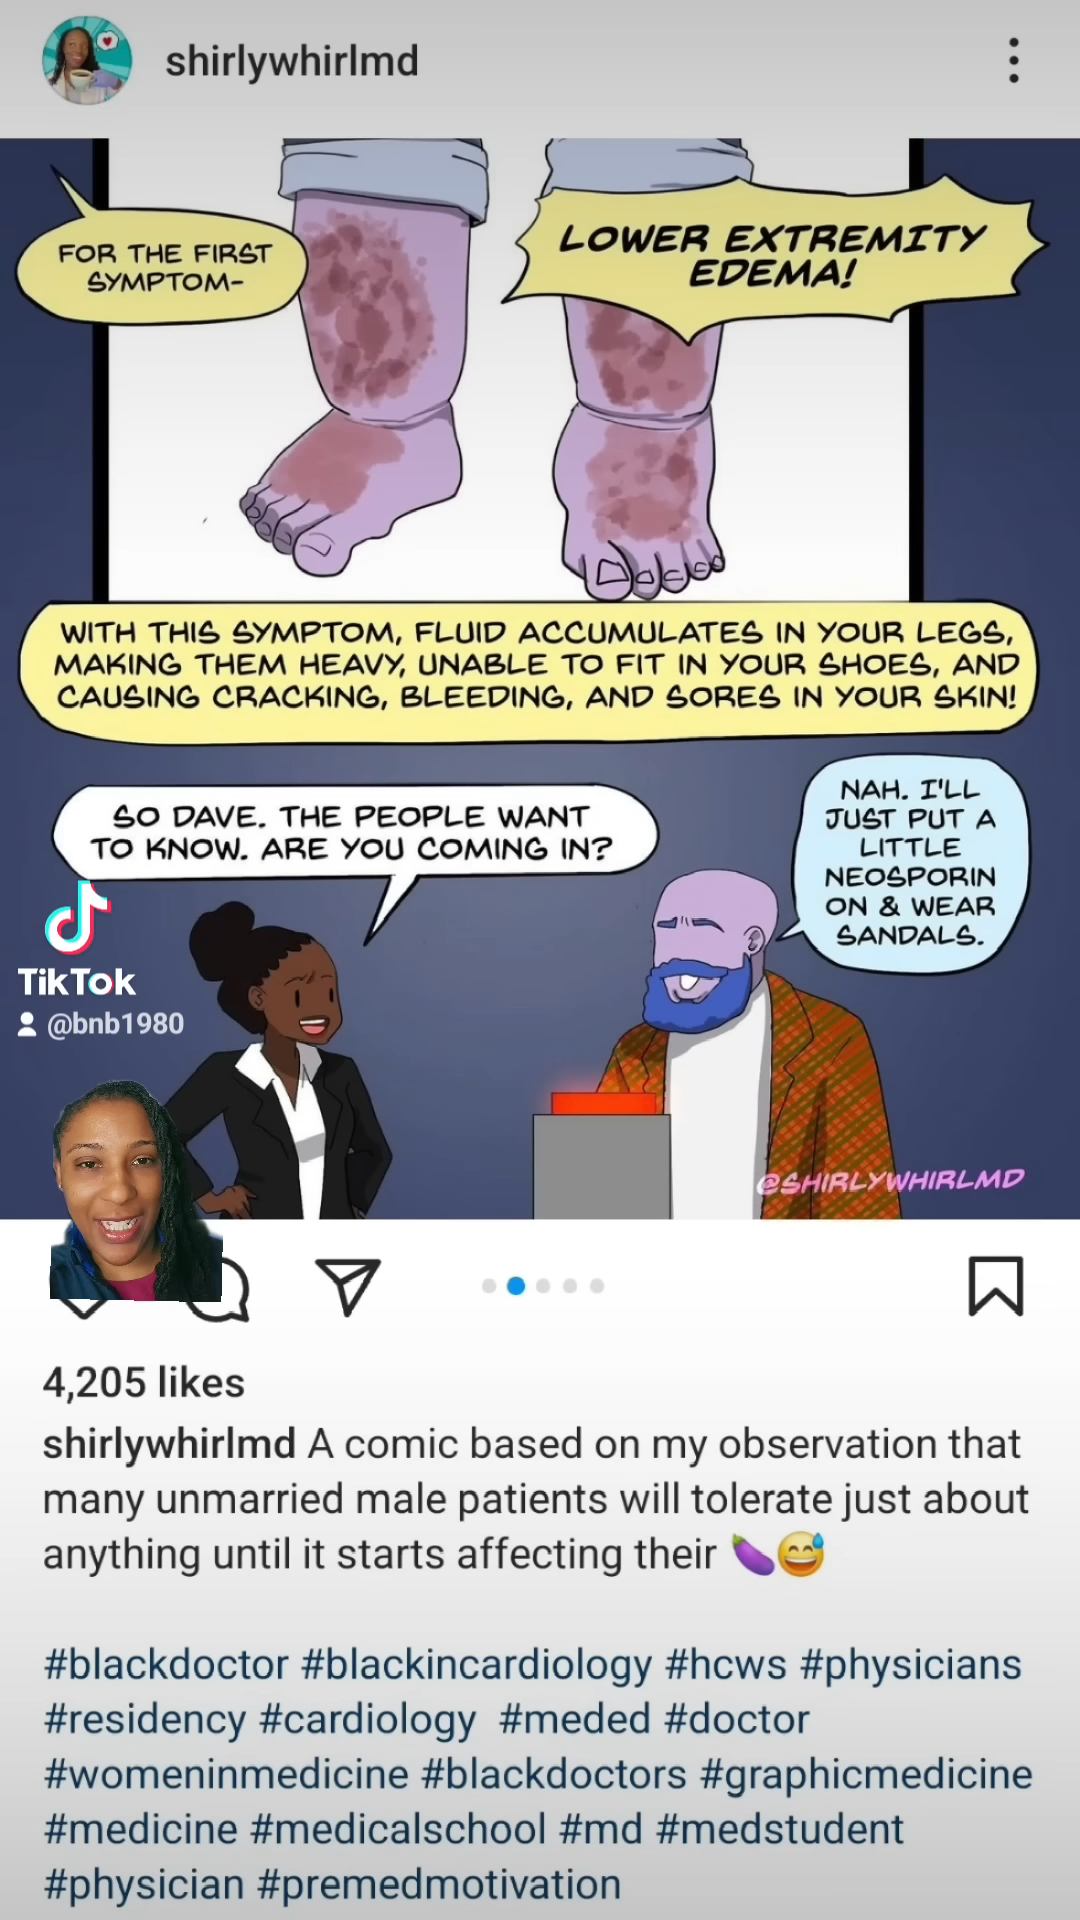 shirlywhirlmd
FOR THE FIRST
SYMPTOM-
LOWER EXTREMITY
EDEMA!
WITH THIS SYMPTOM, FLUID ACCUMULATES IN YOUR LEGS,
MAKING THEM HEAVY, UNABLE TO FIT IN YOUR SHOES, AND
CAUSING CRACKING, BLEEDING, AND SORES IN YOUR SKIN!
SO DAVE. THE PEOPLE WANT
TO KNOW. ARE YOU COMING IN?
NAH. I'LL
JUST PUT A
LITTLE
NEOSPORIN
ON & WEAR
SANDALS.
TikTok
@bnb1980
@SHIRLYWHIRLMD
4,205 likes
shirlywhirlmd A comic based on my observation that
many unmarried male patients will tolerate just about
anything until it starts affecting their 🍆😅
#blackdoctor #blackincardiology #hcws #physicians
#residency #cardiology #meded #doctor
#womeninmedicine #blackdoctors #graphicmedicine
#medicine #medicalschool #md #medstudent
#physician #premedmotivation